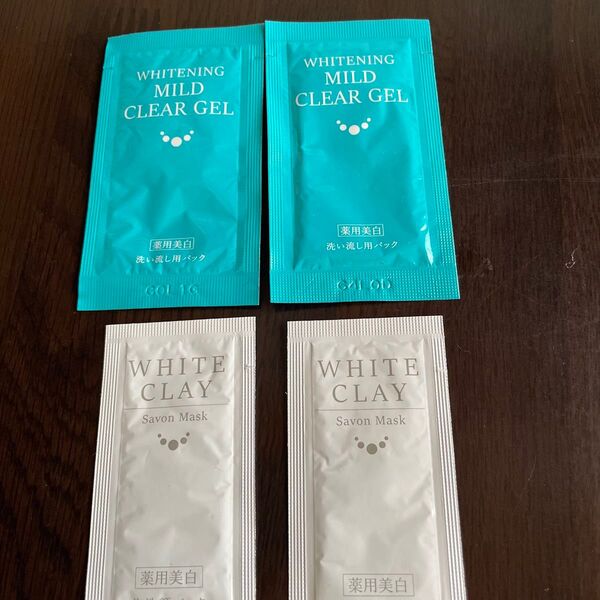 WHITENING
MILD
CLEAR GEL
薬用美白
洗い流し用パック
WHITENING
MILD
CLEAR GEL
薬用美白
洗い流し用パック
WHITE
CLAY
Savon Mask
薬用美白
WHITE
CLAY
Savon Mask
薬用美白